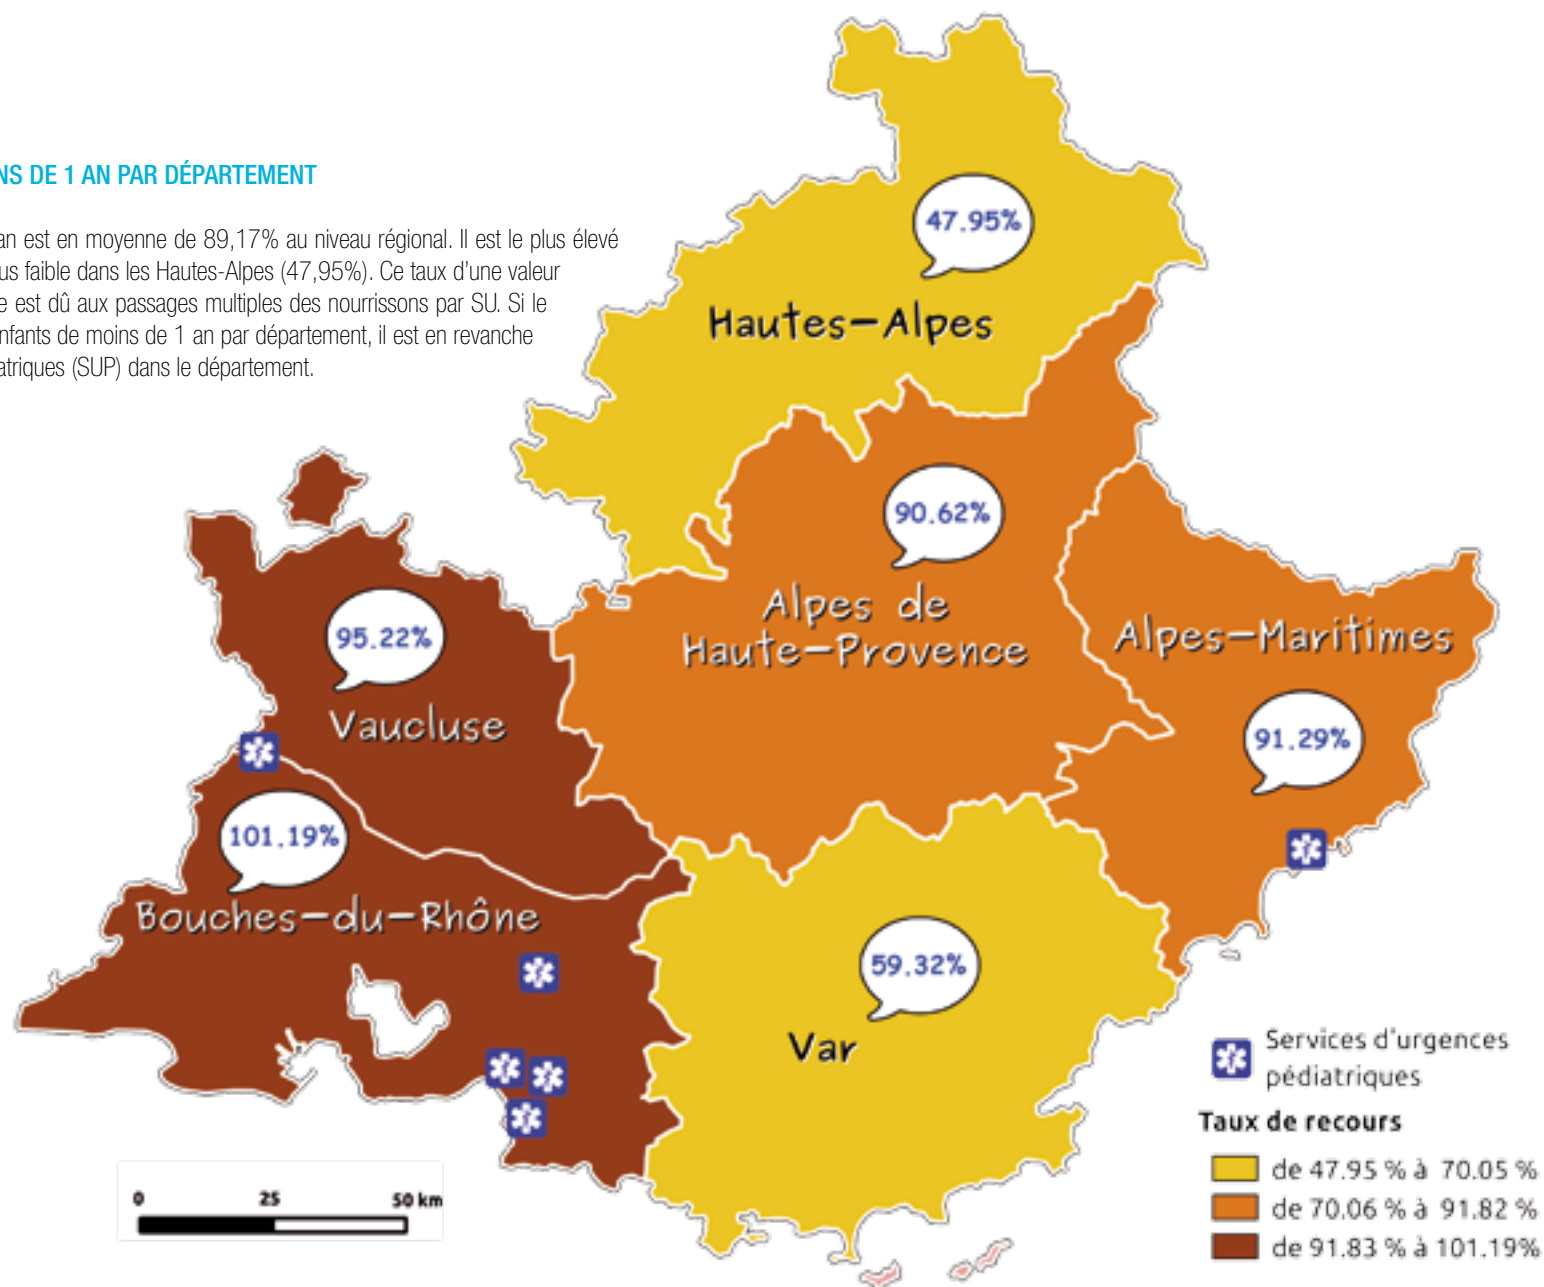 NS DE 1 AN PAR DÉPARTEMENT
an est en moyenne de 89,17% au niveau régional. Il est le plus élevé
us faible dans les Hautes-Alpes (47,95%). Ce taux d'une valeur
e est dû aux passages multiples des nourrissons par SU. Si le
nfants de moins de 1 an par département, il est en revanche
atriques (SUP) dans le département.
47.95%
Hautes-Alpes
90.62%
Alpes de
Haute-Provence
95.22%
Vaucluse
Alpes-Maritimes
91.29%
101.19%
Bouches-du-Rhône
59.32%
Var
Services d'urgences
pédiatriques
Taux de recours
de 47.95 % à 70.05 %
de 70.06 % à 91.82 %
de 91.83 % à 101.19%
0 25 50 km